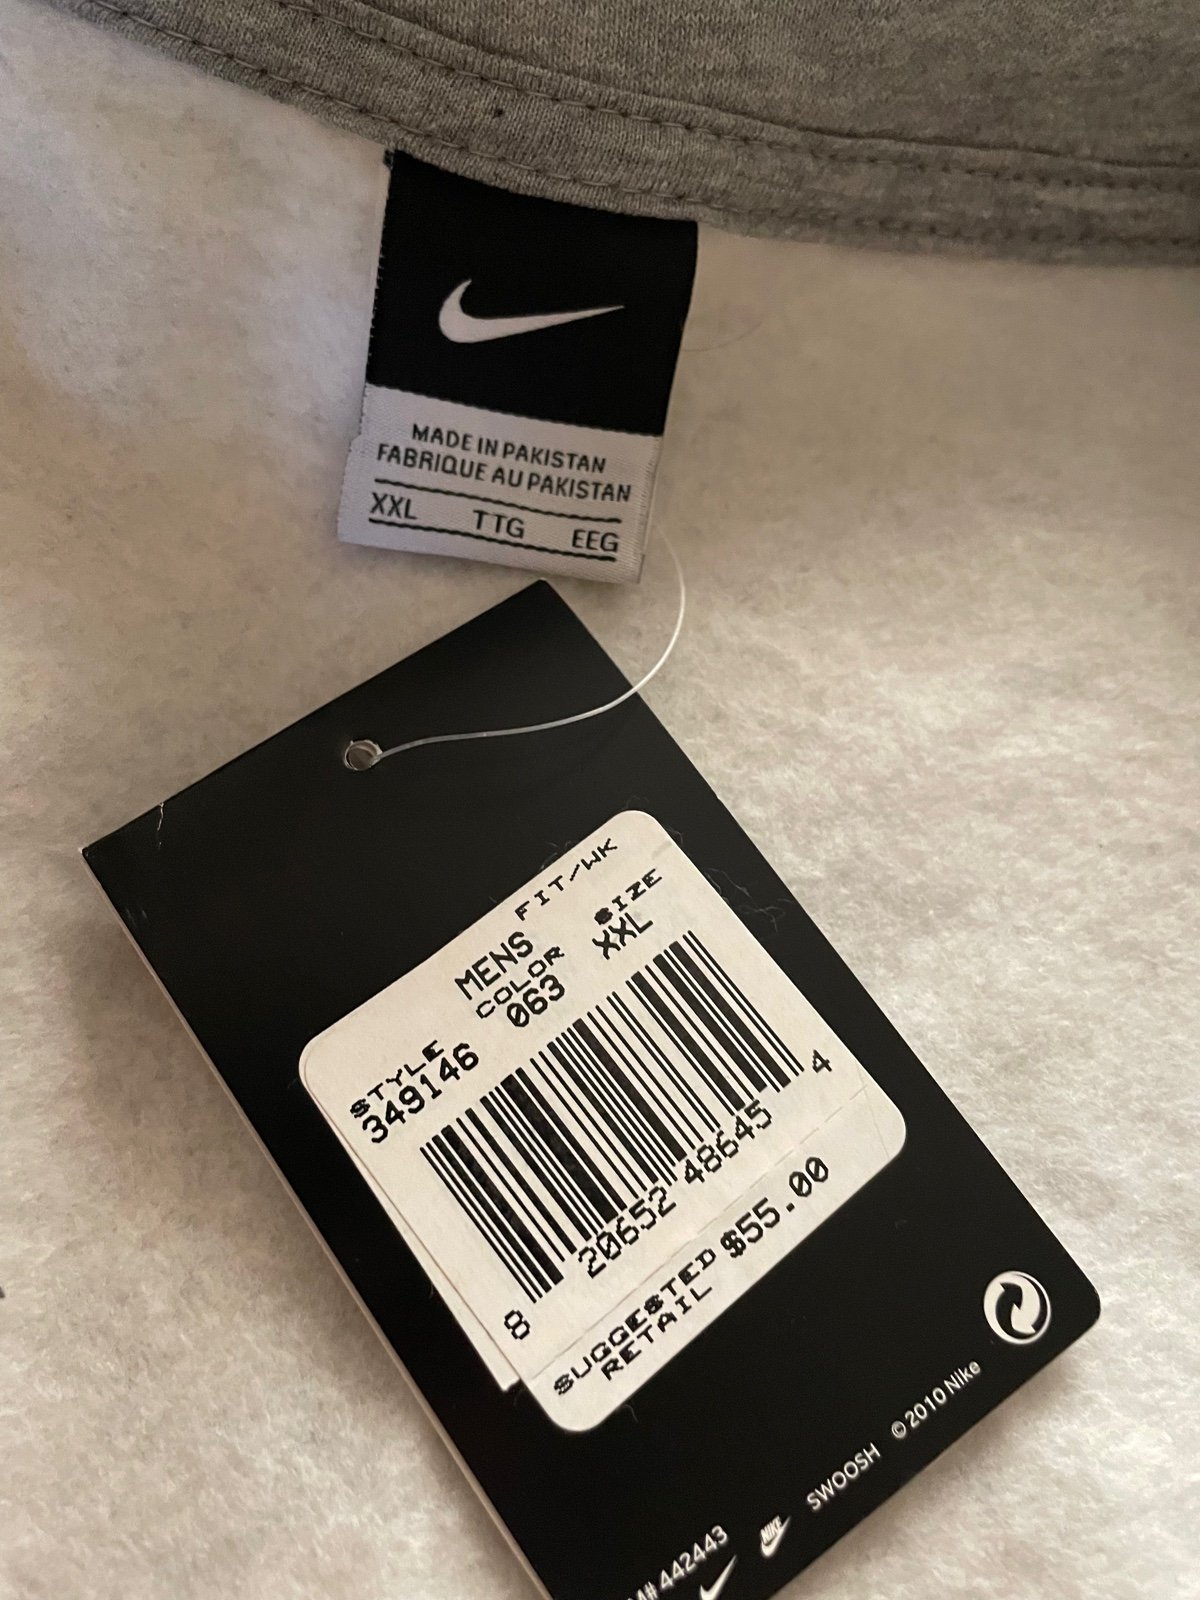 MADE IN PAKISTAN
FABRIQUE AU PAKISTAN
XXL TTG EEG
FIT/WK
MENS
STYLE COLOR SIZE
349146 063 XXL
8 20652 48645 4
SUGGESTED
RETAIL $55.00
442443 NIKE SWOOSH ©2010 Nike